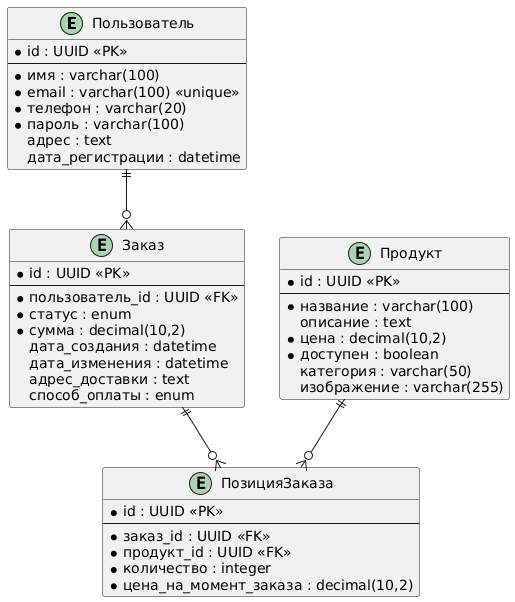 E Пользователь
id : UUID «PK»
имя : varchar(100)
email : varchar(100) «unique»
телефон : varchar(20)
пароль : varchar(100)
адрес : text
дата_регистрации : datetime
E Заказ
id : UUID «PK»
пользователь_id : UUID «FK»
статус : enum
сумма : decimal(10,2)
дата_создания : datetime
дата_изменения : datetime
адрес_доставки : text
способ_оплаты : enum
E Продукт
id : UUID «PK»
название : varchar(100)
описание : text
цена : decimal(10,2)
доступен : boolean
категория : varchar(50)
изображение : varchar(255)
E ПозицияЗаказа
id : UUID «PK»
заказ_id : UUID «FK»
продукт_id : UUID «FK»
количество : integer
цена_на_момент_заказа : decimal(10,2)